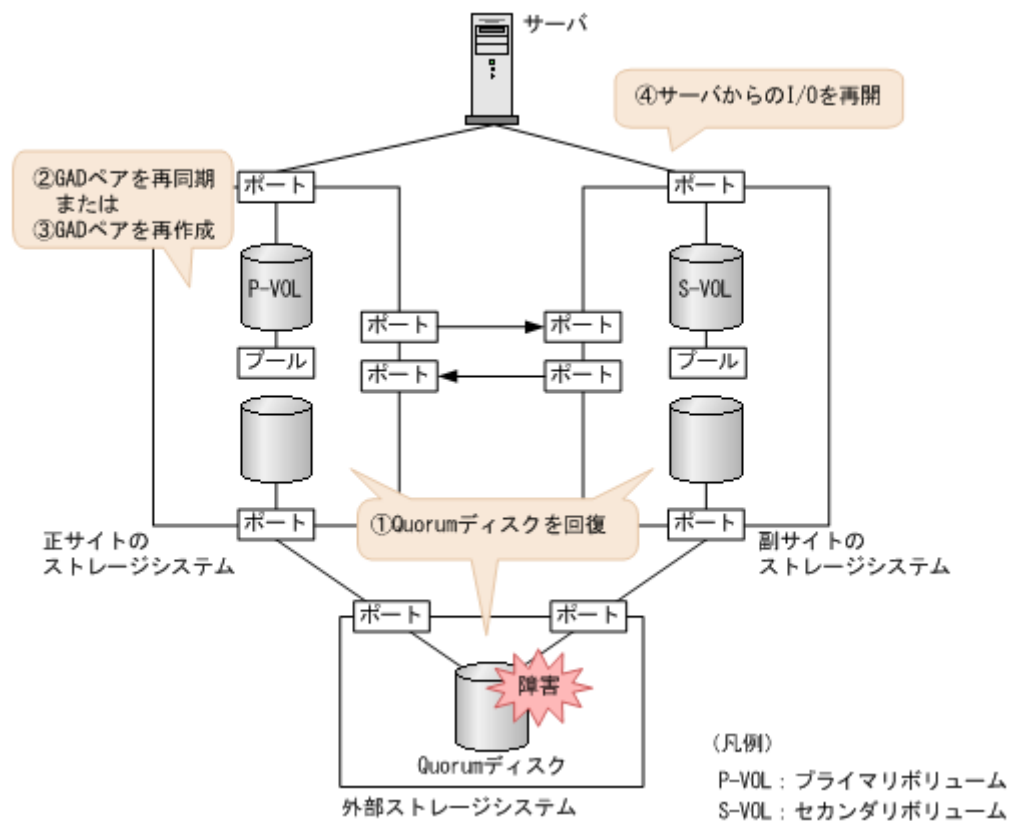 サーバ
④サーバからのI/Oを再開
②GADペアを再同期
または
③GADペアを再作成
ポート
ポート
P-VOL
S-VOL
ポート
ポート
プール
プール
ポート
ポート
ポート
ポート
①Quorumディスクを回復
正サイトの
ストレージシステム
副サイトの
ストレージシステム
ポート
ポート
障害
Quorumディスク
外部ストレージシステム
(凡例)
P-VOL：プライマリボリューム
S-VOL：セカンダリボリューム